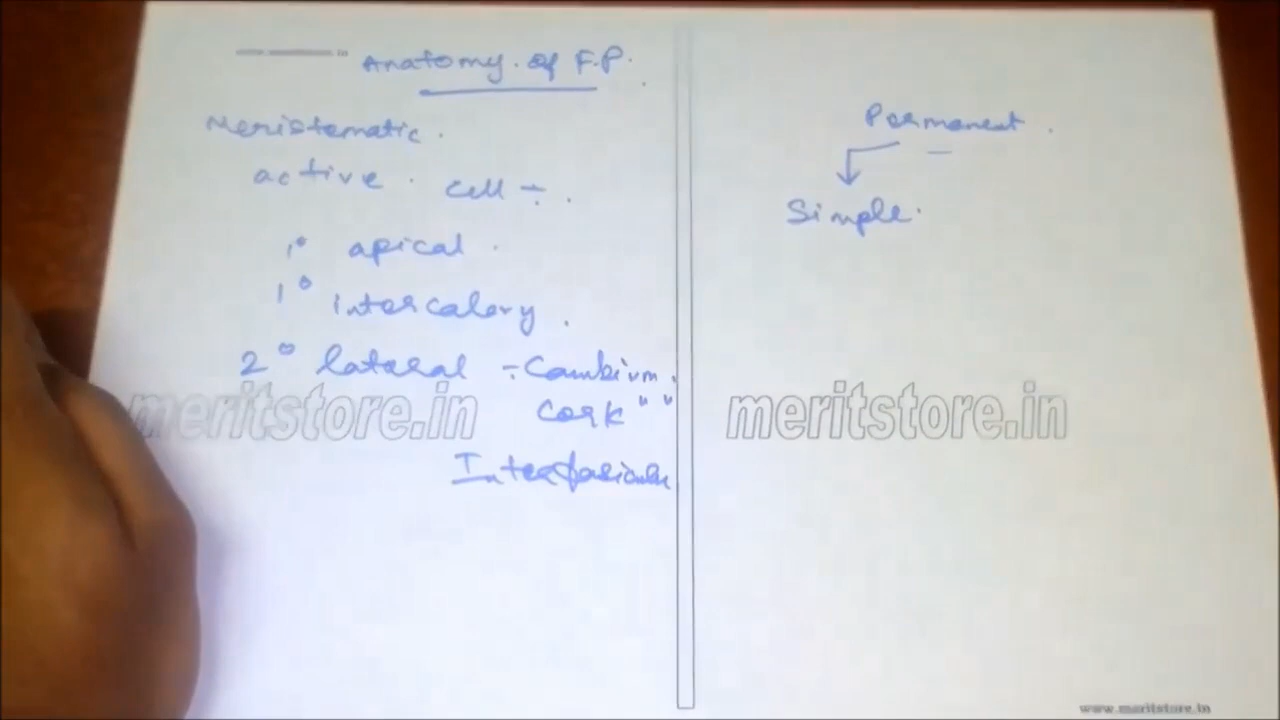 Anatomy. of F.P.
Meristematic.
active. Cell ÷.
1° apical.
1° Intercalary.
2° lateral ÷ Cambium.
Cork " "
Interfasicular
Permanent.
Simple.
meritstore.in
meritstore.in
www.meritstore.in